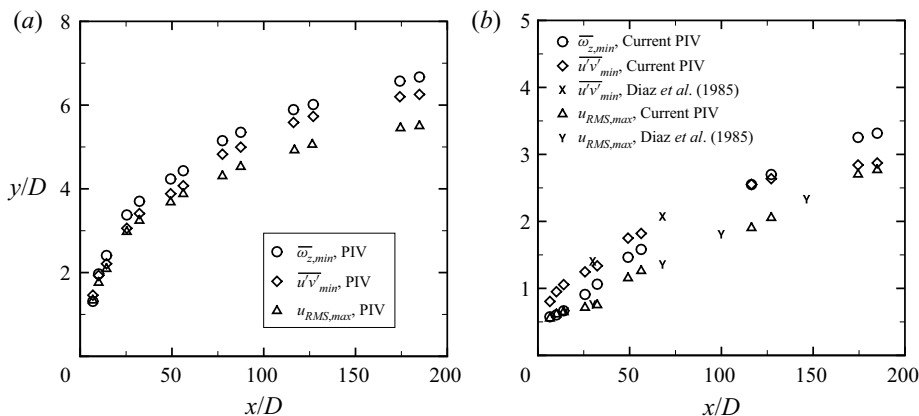 (a)
8
6
4
2
0
50
100
150
200
y/D
x/D
ω̅z,min, PIV
u′v′min, PIV
uRMS,max, PIV
(b)
5
4
3
2
1
0
50
100
150
200
x/D
ω̅z,min, Current PIV
u′v′min, Current PIV
u′v′min, Diaz et al. (1985)
uRMS,max, Current PIV
uRMS,max, Diaz et al. (1985)